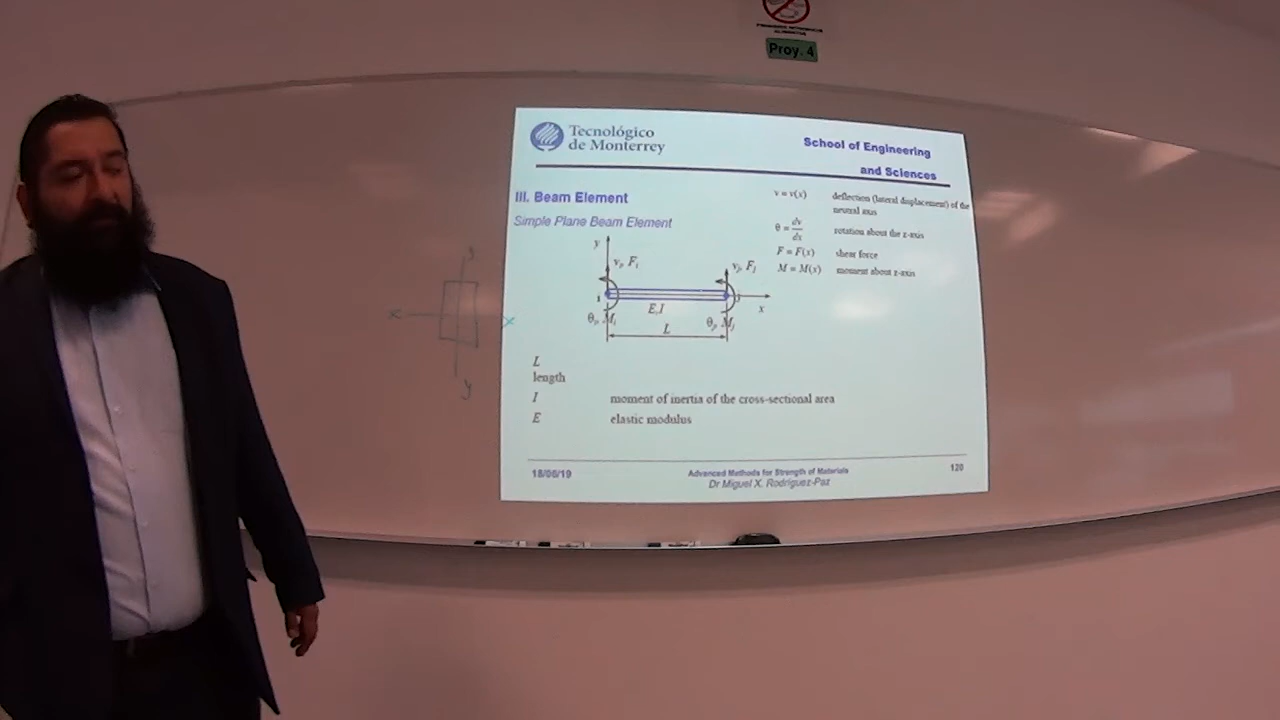 Proy. 4
Tecnológico
de Monterrey
School of Engineering
and Sciences
III. Beam Element
Simple Plane Beam Element
v = v(x) deflection (lateral displacement) of the
neutral axis
θ = dv/dx rotation about the z-axis
F = F(x) shear force
M = M(x) moment about z-axis
y
vi, Fi
vj, Fj
i
j
E,I
x
θi, Mi
θj, Mj
L
y
x
x
y
L
length
I moment of inertia of the cross-sectional area
E elastic modulus
18/06/19
Advanced Methods for Strength of Materials
Dr Miguel X. Rodríguez-Paz
120